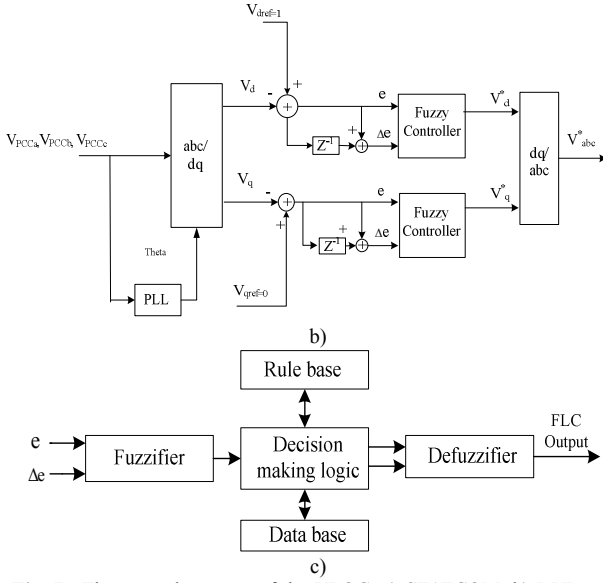 V_dref=1
V_d
- +
+
e
Fuzzy
Controller
V*_d
+
Z^-1
+
Δe
V_PCCa, V_PCCb, V_PCCc
abc/
dq
dq/
abc
V*_abc
V_q
-
+
e
Fuzzy
Controller
V*_q
+
+
Z^-1
+
Δe
Theta
PLL
V_qref=0
b)
Rule base
e
Δe
Fuzzifier
Decision
making logic
Defuzzifier
FLC
Output
Data base
c)